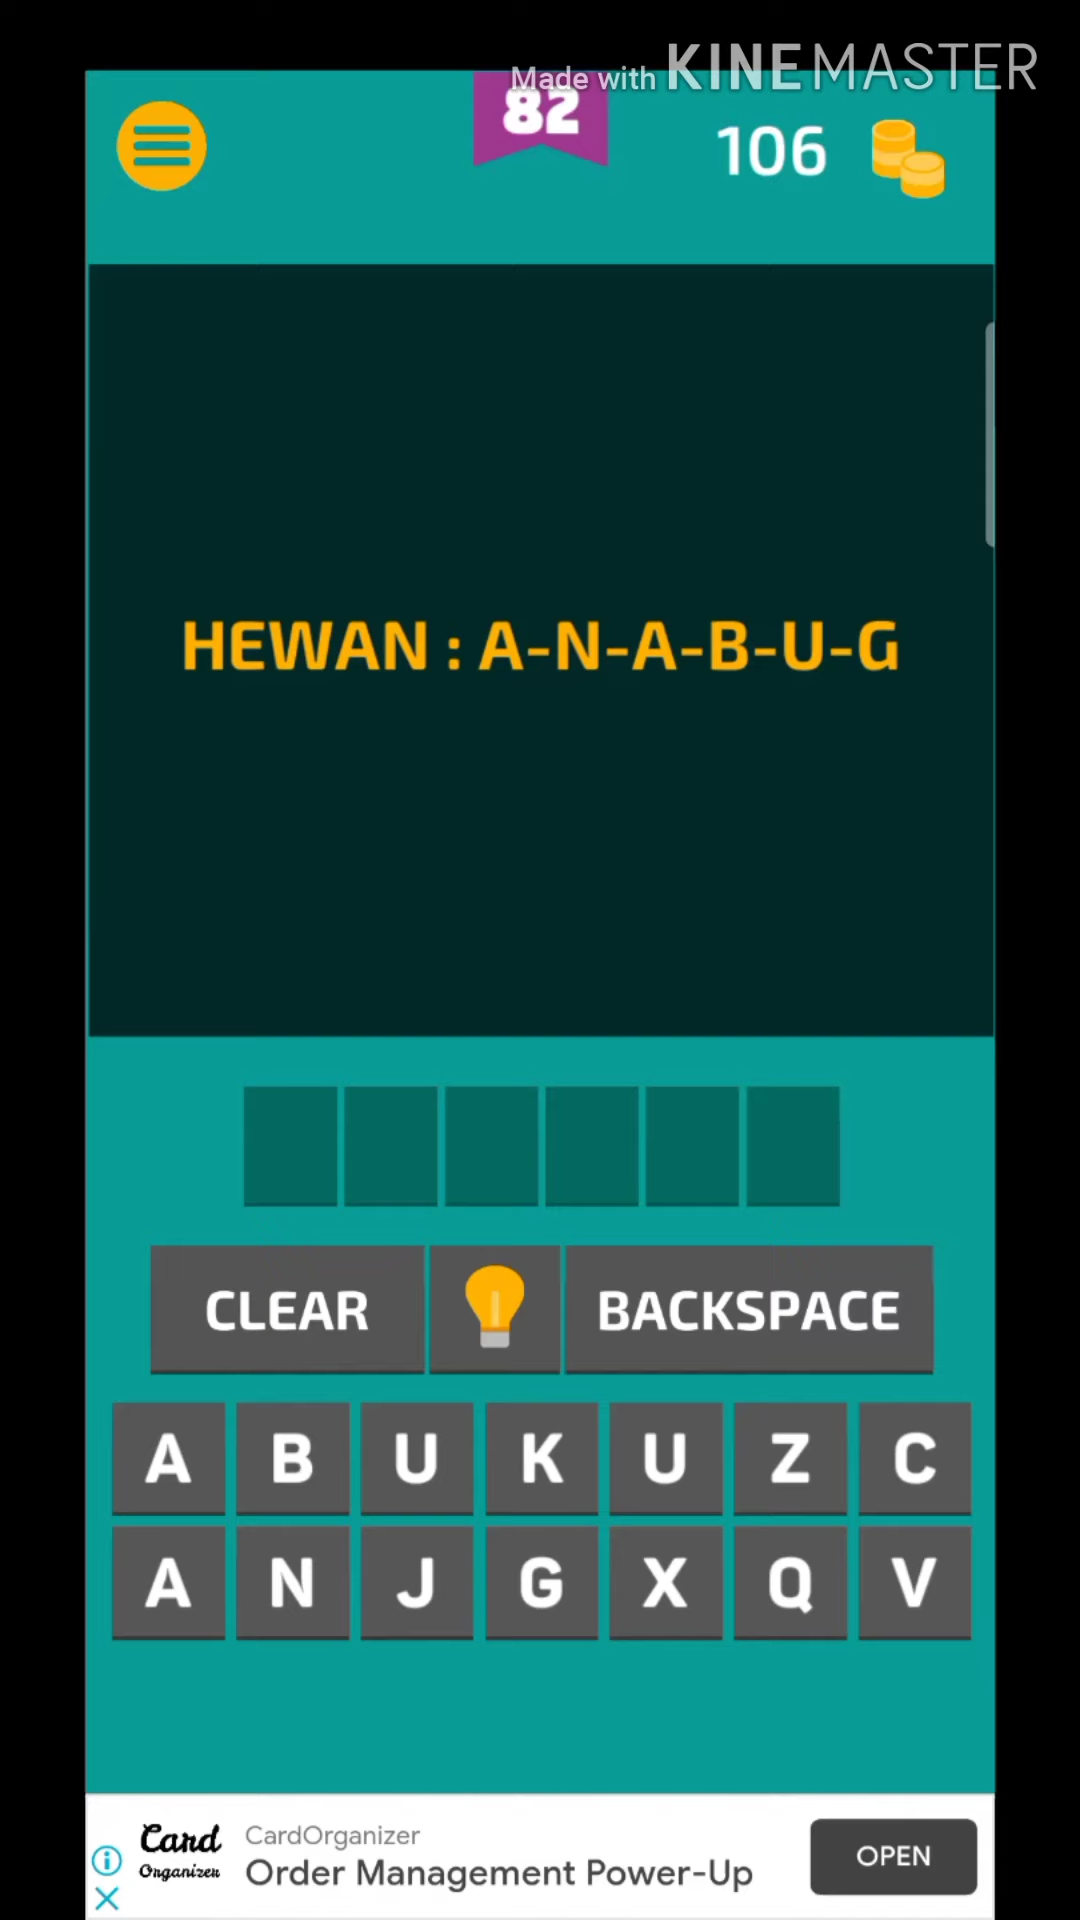 Made with KINEMASTER
82
106
HEWAN : A-N-A-B-U-G
CLEAR
BACKSPACE
A B U K U Z C
A N J G X Q V
Card Organizer
CardOrganizer
Order Management Power-Up
OPEN